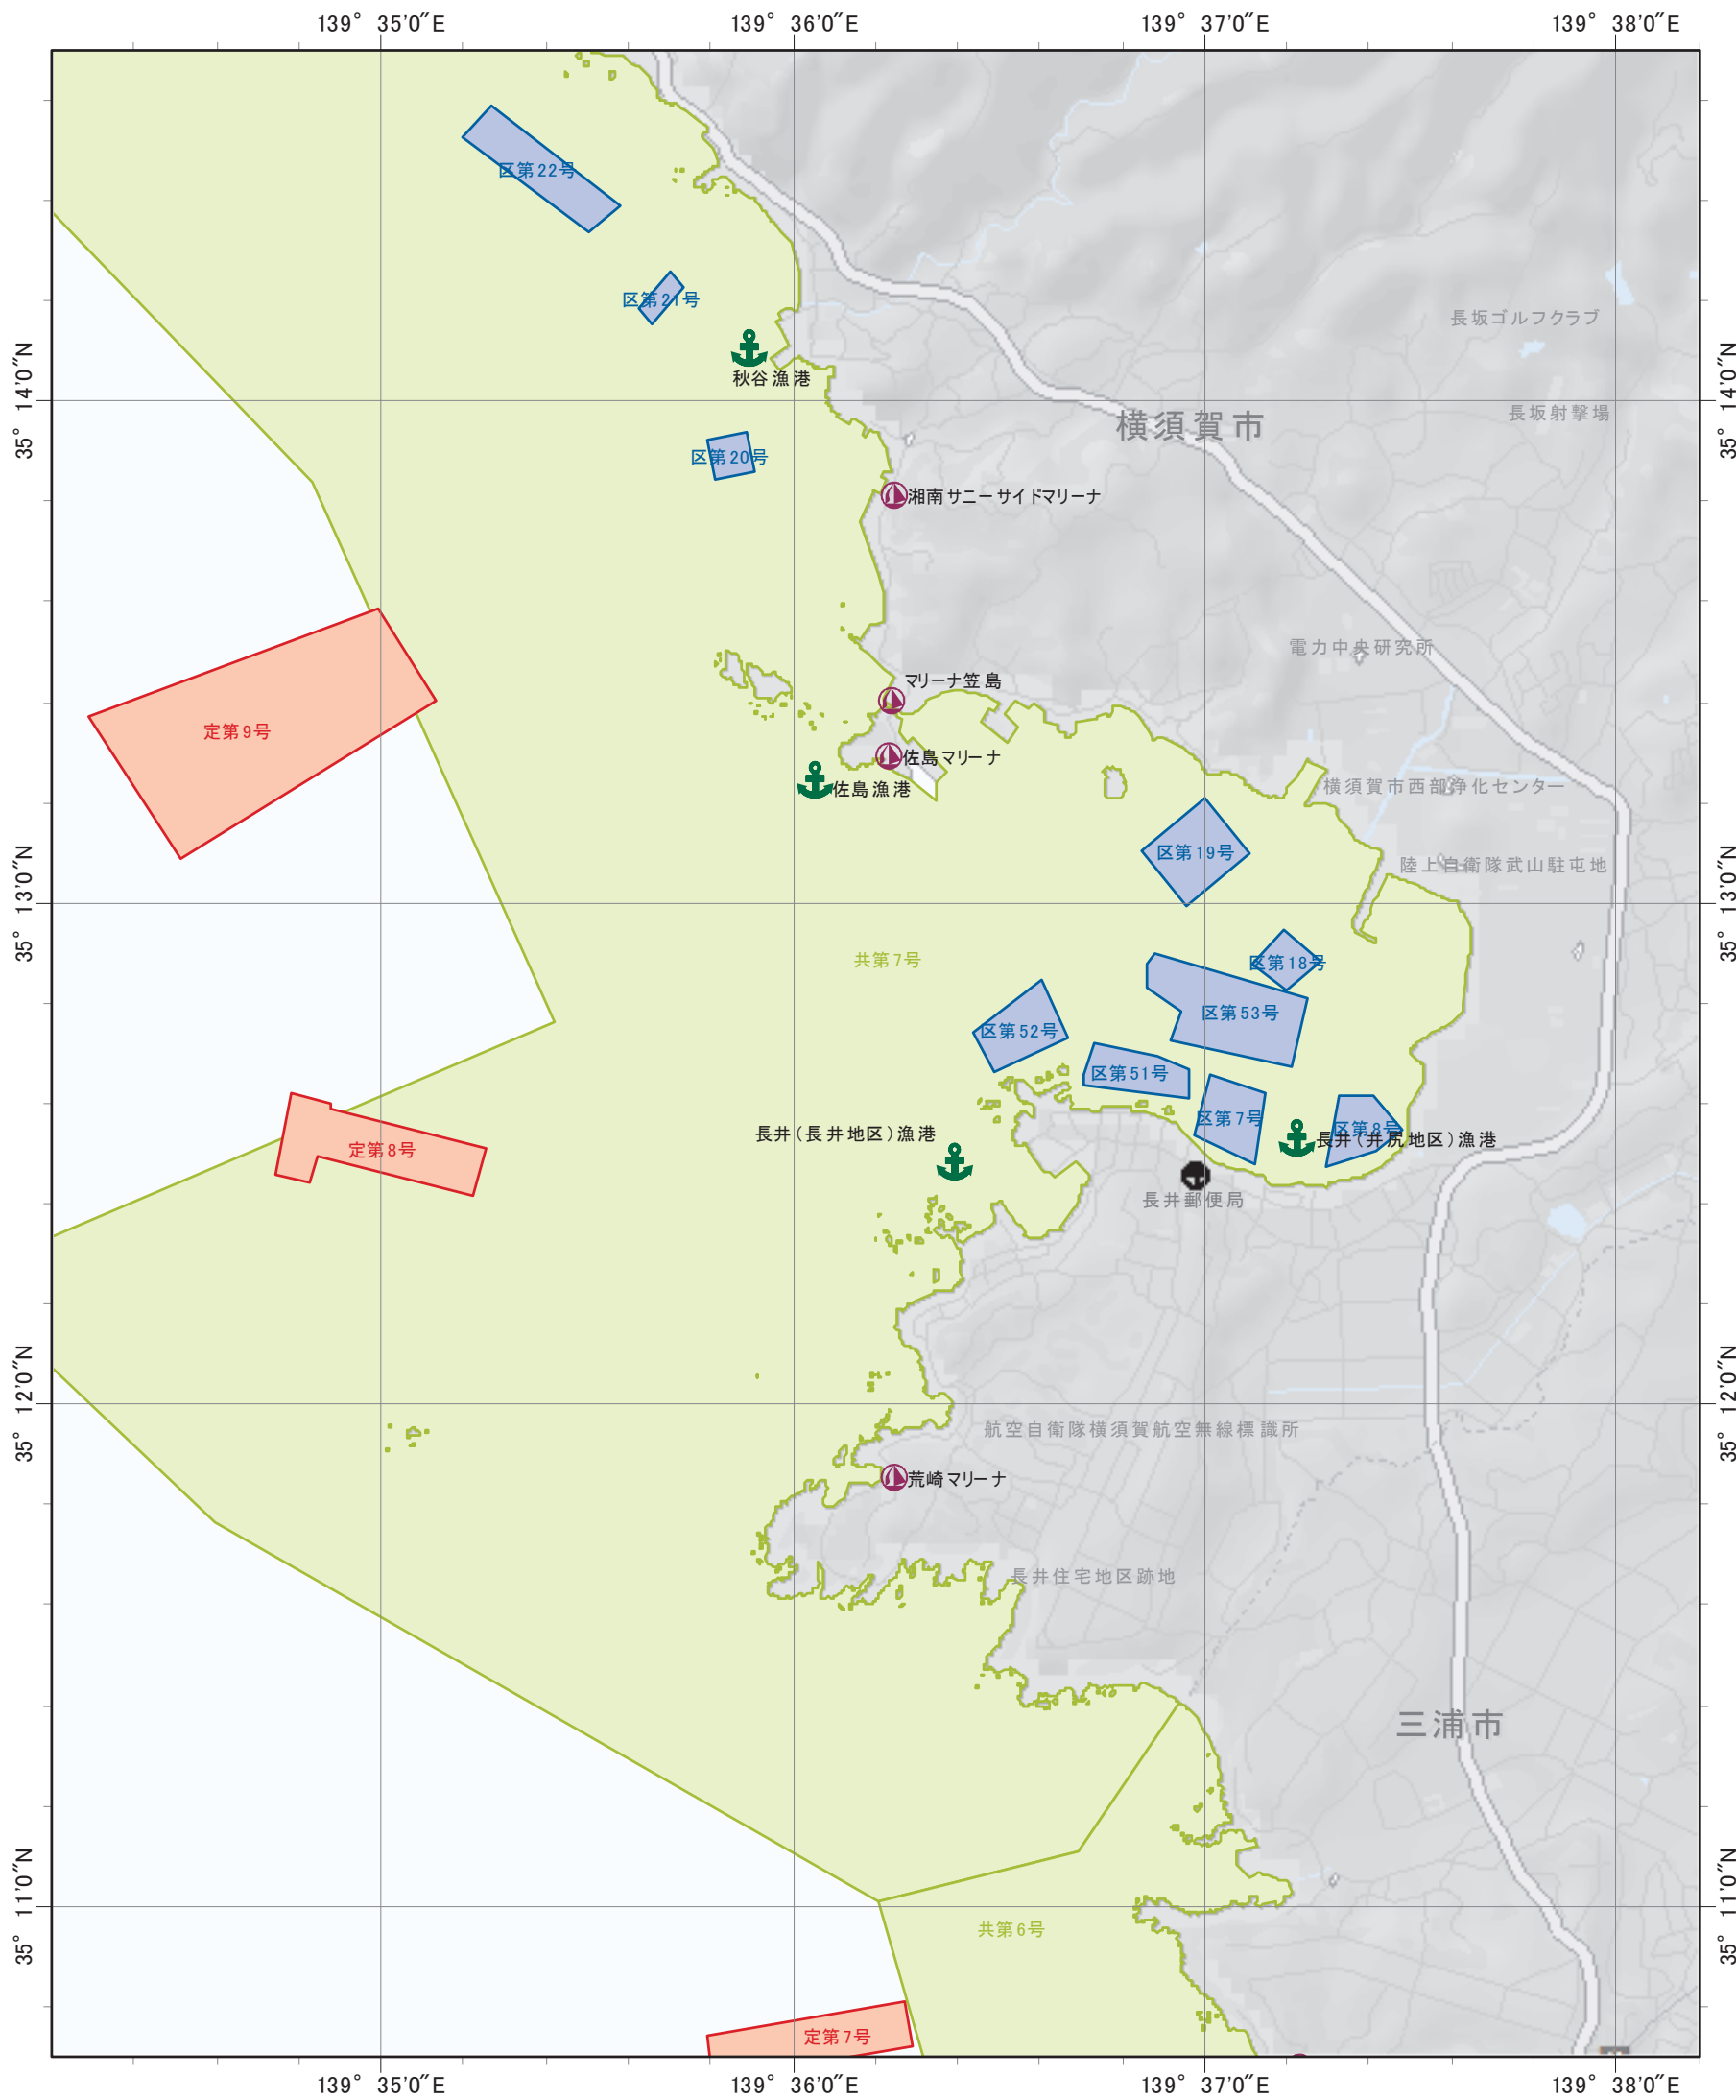 139° 35'0"E
139° 36'0"E
139° 37'0"E
139° 38'0"E
区第22号
区第21号
長坂ゴルフクラブ
35° 14'0"N
35° 14'0"N
秋谷漁港
長坂射撃場
横須賀市
区第20号
湘南サニーサイドマリーナ
電力中央研究所
マリーナ笠島
定第9号
佐島マリーナ
佐島漁港
横須賀市西部浄化センター
区第19号
陸上自衛隊武山駐屯地
35° 13'0"N
35° 13'0"N
共第7号
区第18号
区第53号
区第52号
区第51号
区第7号
区第8号
長井(長井地区)漁港
長井(井尻地区)漁港
定第8号
長井郵便局
35° 12'0"N
35° 12'0"N
航空自衛隊横須賀航空無線標識所
荒崎マリーナ
長井住宅地区跡地
三浦市
35° 11'0"N
35° 11'0"N
共第6号
定第7号
139° 35'0"E
139° 36'0"E
139° 37'0"E
139° 38'0"E